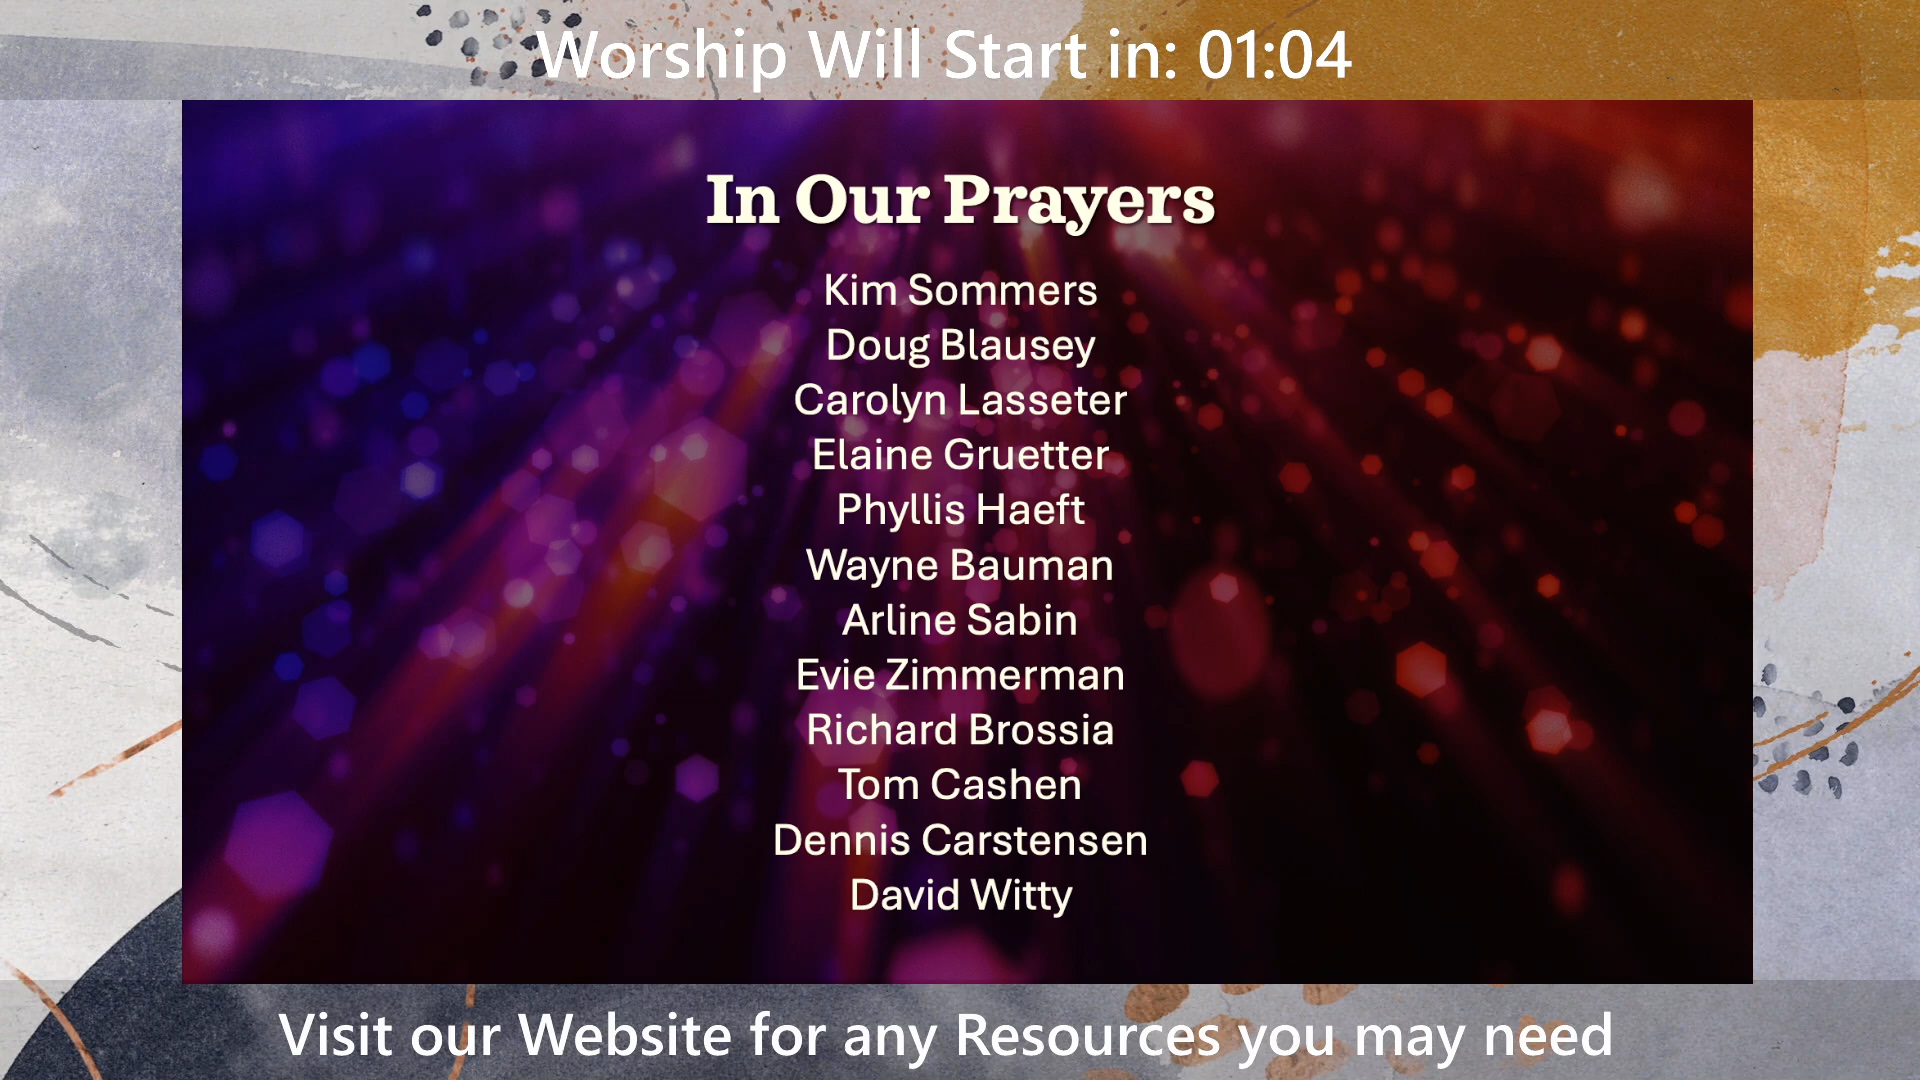 Worship Will Start in: 01:04
In Our Prayers
Kim Sommers
Doug Blausey
Carolyn Lasseter
Elaine Gruetter
Phyllis Haeft
Wayne Bauman
Arline Sabin
Evie Zimmerman
Richard Brossia
Tom Cashen
Dennis Carstensen
David Witty
Visit our Website for any Resources you may need